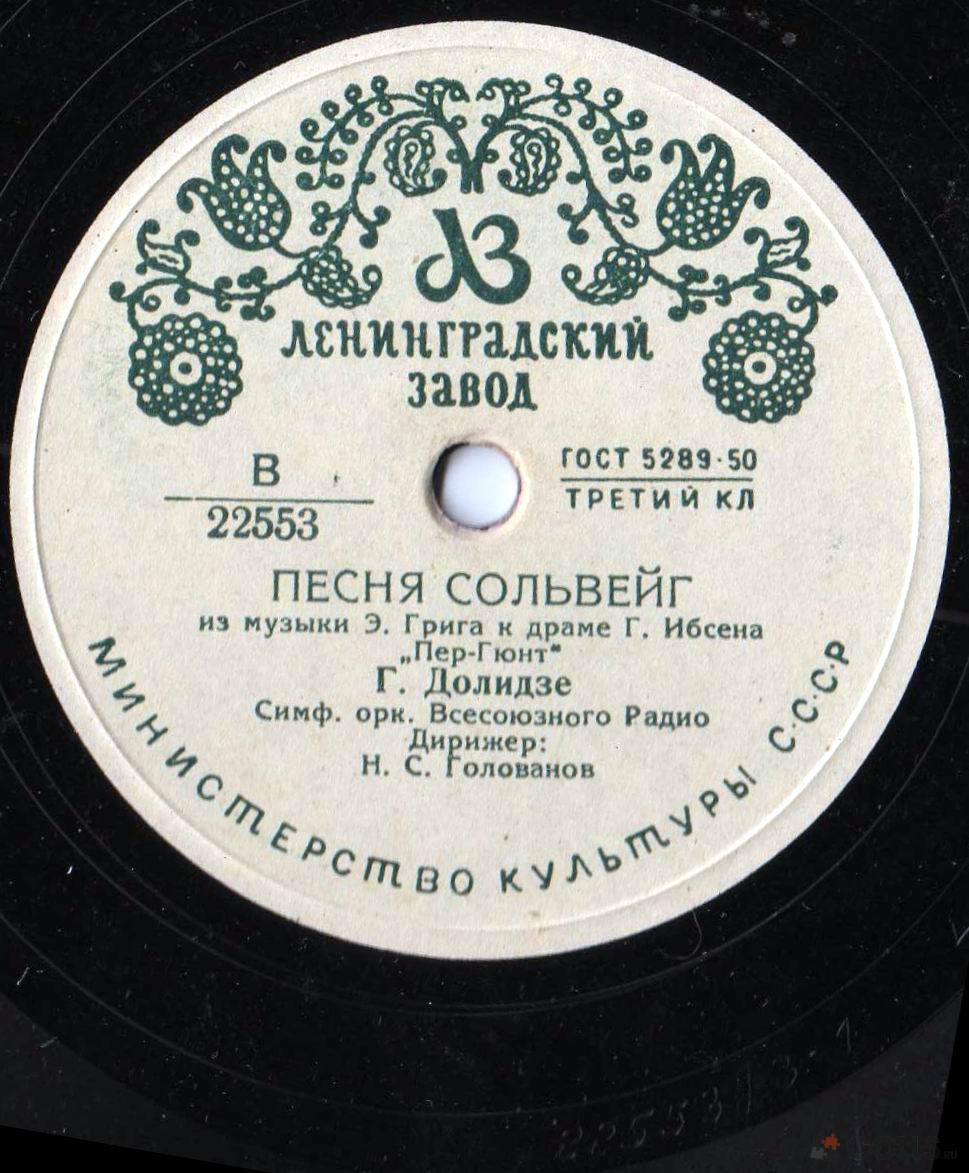 ЛЗ
ЛЕНИНГРАДСКИЙ
ЗАВОД
В
22553
ГОСТ 5289-50
ТРЕТИЙ КЛ
ПЕСНЯ СОЛЬВЕЙГ
из музыки Э. Грига к драме Г. Ибсена
„Пер-Гюнт“
Г. Долидзе
Симф. орк. Всесоюзного Радио
Дирижер:
Н. С. Голованов
МИНИСТЕРСТВО КУЛЬТУРЫ С·С·С·Р